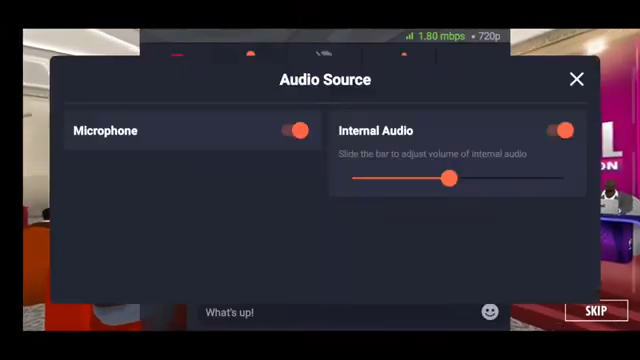 1.80 mbps • 720p
Audio Source
Microphone
Internal Audio
Slide the bar to adjust volume of internal audio
What's up!
SKIP
L
ON